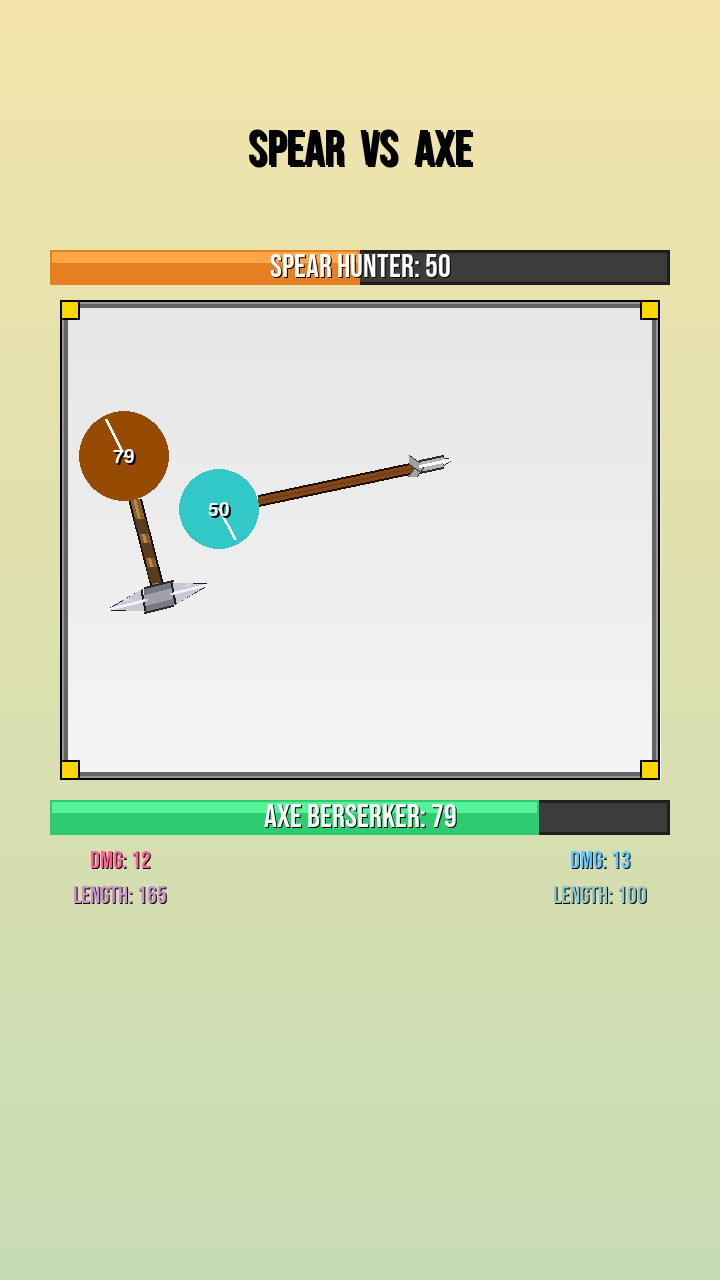 SPEAR VS AXE
SPEAR HUNTER: 50
79
50
AXE BERSERKER: 79
DMG: 12
DMG: 13
LENGTH: 165
LENGTH: 100